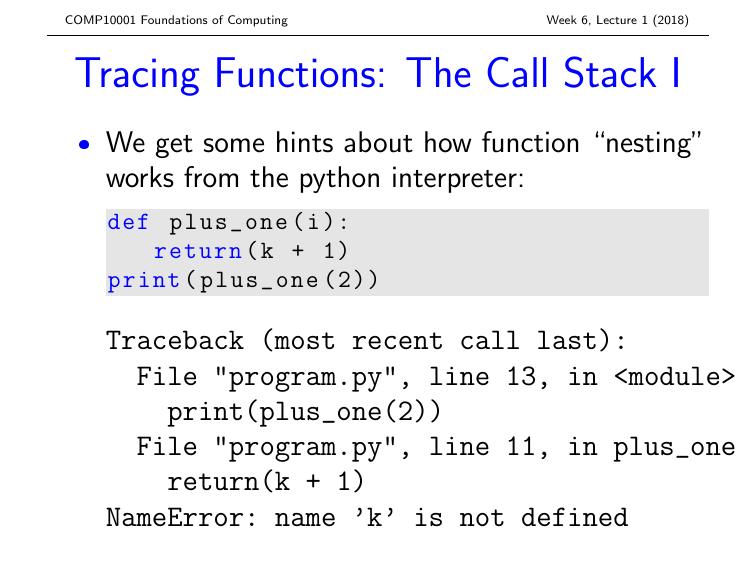 COMP10001 Foundations of Computing Week 6, Lecture 1 (2018)
Tracing Functions: The Call Stack I
• We get some hints about how function “nesting”
works from the python interpreter:
def plus_one(i):
    return(k + 1)
print(plus_one(2))
Traceback (most recent call last):
  File "program.py", line 13, in <module>
    print(plus_one(2))
  File "program.py", line 11, in plus_one
    return(k + 1)
NameError: name ’k’ is not defined